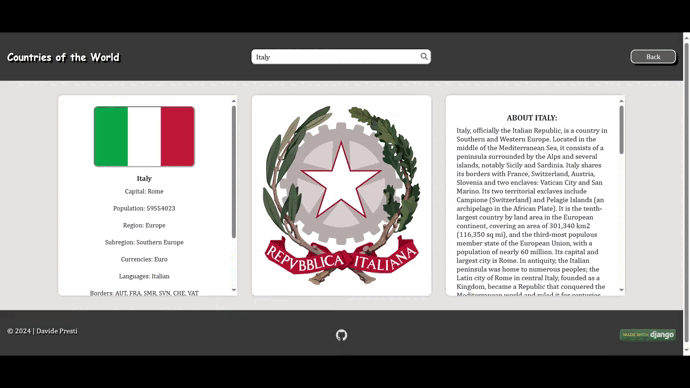 Countries of the World
Italy
Back
Italy
Capital: Rome
Population: 59554023
Region: Europe
Subregion: Southern Europe
Currencies: Euro
Languages: Italian
Borders: AUT, FRA, SMR, SVN, CHE, VAT
REPVBBLICA ITALIANA
ABOUT ITALY:
Italy, officially the Italian Republic, is a country in
Southern and Western Europe. Located in the
middle of the Mediterranean Sea, it consists of a
peninsula surrounded by the Alps and several
islands, notably Sicily and Sardinia. Italy shares
its borders with France, Switzerland, Austria,
Slovenia and two enclaves: Vatican City and San
Marino. Its two territorial exclaves include
Campione (Switzerland) and Pelagie Islands (an
archipelago in the African Plate). It is the tenth-
largest country by land area in the European
continent, covering an area of 301,340 km2
(116,350 sq mi), and the third-most populous
member state of the European Union, with a
population of nearly 60 million. Its capital and
largest city is Rome. In antiquity, the Italian
peninsula was home to numerous peoples; the
Latin city of Rome in central Italy, founded as a
Kingdom, became a Republic that conquered the
Mediterranean world and ruled it for centuries
© 2024 | Davide Presti
MADE WITH django